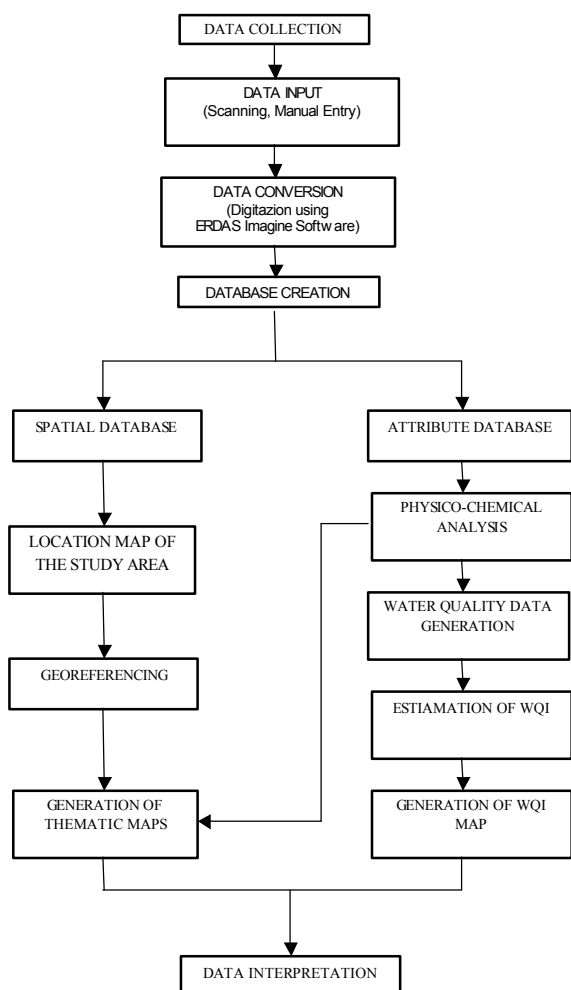 DATA COLLECTION
DATA INPUT
(Scanning, Manual Entry)
DATA CONVERSION
(Digitazion using
ERDAS Imagine Software)
DATABASE CREATION
SPATIAL DATABASE
ATTRIBUTE DATABASE
PHYSICO-CHEMICAL
ANALYSIS
LOCATION MAP OF
THE STUDY AREA
WATER QUALITY DATA
GENERATION
GEOREFERENCING
ESTIAMATION OF WQI
GENERATION OF
THEMATIC MAPS
GENERATION OF WQI
MAP
DATA INTERPRETATION